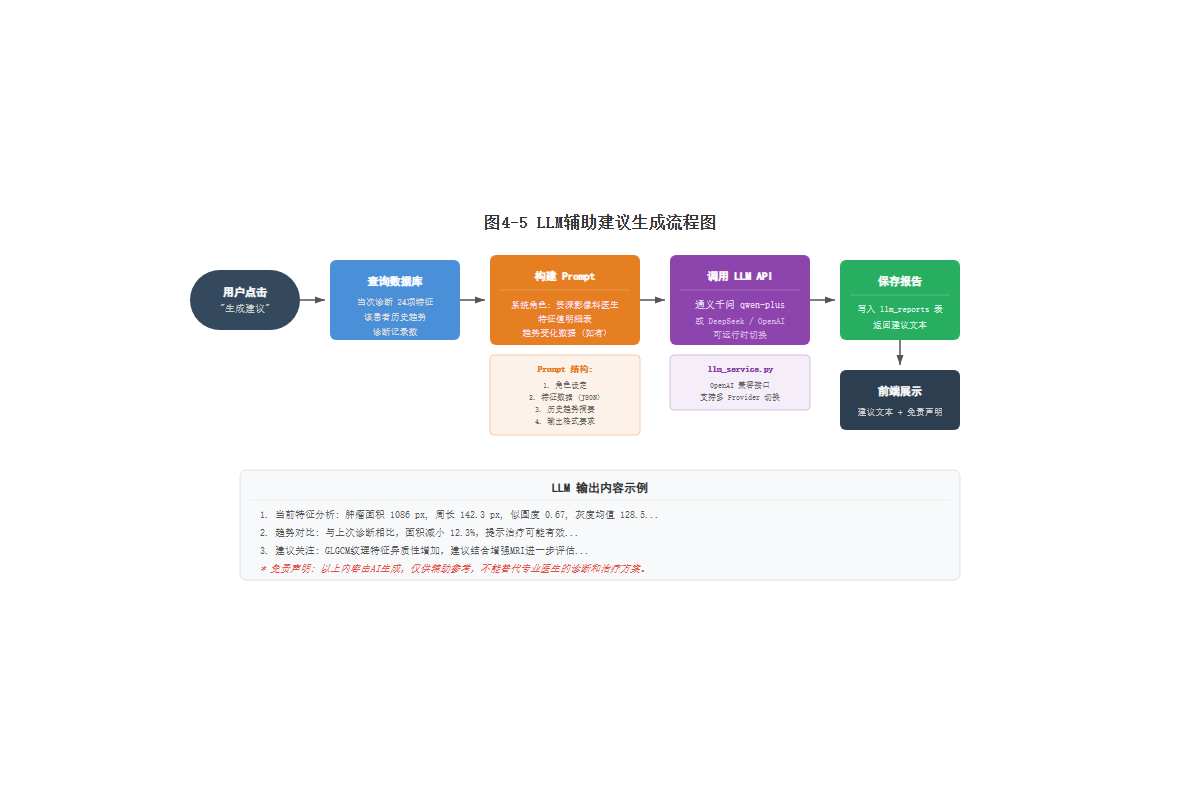 图4-5 LLM辅助建议生成流程图
用户点击
"生成建议"
查询数据库
当次诊断 24项特征
该患者历史趋势
诊断记录数
构建 Prompt
系统角色: 资深影像科医生
特征值明细表
趋势变化数据 (如有)
调用 LLM API
通义千问 qwen-plus
或 DeepSeek / OpenAI
可运行时切换
保存报告
写入 llm_reports 表
返回建议文本
Prompt 结构:
1. 角色设定
2. 特征数据 (JSON)
3. 历史趋势摘要
4. 输出格式要求
llm_service.py
OpenAI 兼容接口
支持多 Provider 切换
前端展示
建议文本 + 免责声明
LLM 输出内容示例
1. 当前特征分析: 肿瘤面积 1086 px, 周长 142.3 px, 似圆度 0.67, 灰度均值 128.5...
2. 趋势对比: 与上次诊断相比, 面积减小 12.3%, 提示治疗可能有效...
3. 建议关注: GLGCM纹理特征异质性增加, 建议结合增强MRI进一步评估...
* 免责声明: 以上内容由AI生成, 仅供辅助参考, 不能替代专业医生的诊断和治疗方案。